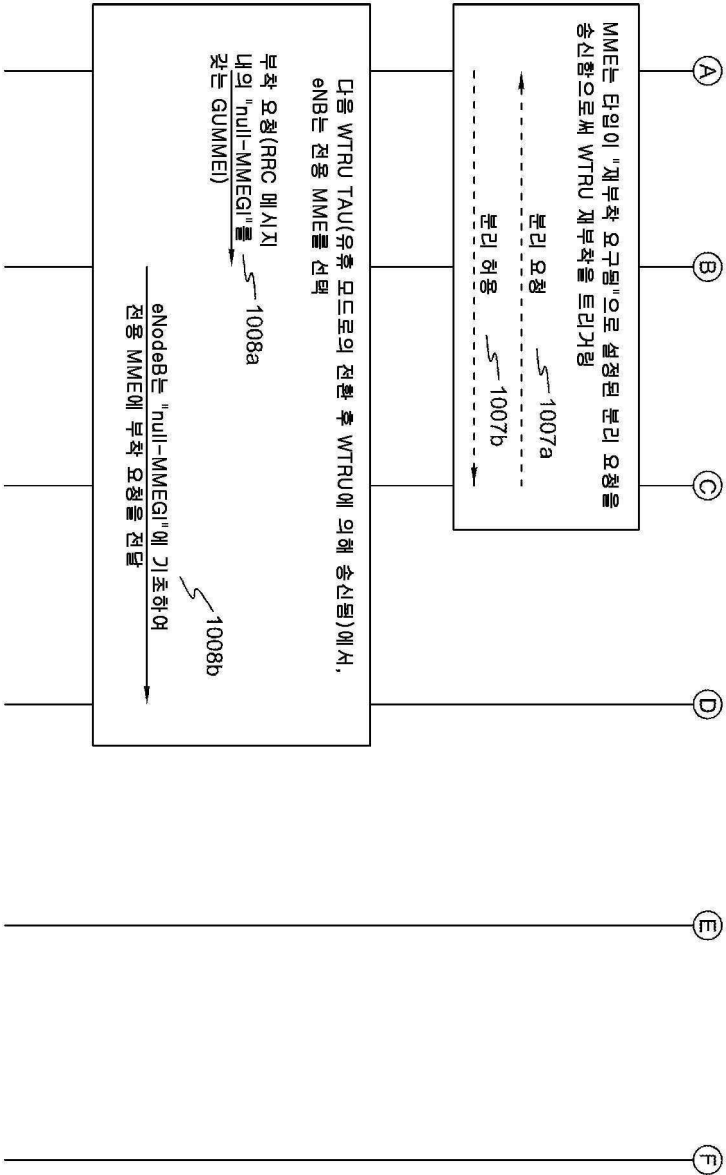 A
B
C
D
E
F
MME는 타입이 "재부착 요구됨"으로 설정된 분리 요청을
송신함으로써 WTRU 재부착을 트리거링
분리 요청
1007a
분리 허용
1007b
다음 WTRU TAU(유휴 모드로의 전환 후 WTRU에 의해 송신됨)에서,
eNB는 전용 MME를 선택
부착 요청(RRC 메시지
내의 "null-MMEGI"를
갖는 GUMMEI)
1008a
1008b
eNodeB는 "null-MMEGI"에 기초하여
전용 MME에 부착 요청을 전달